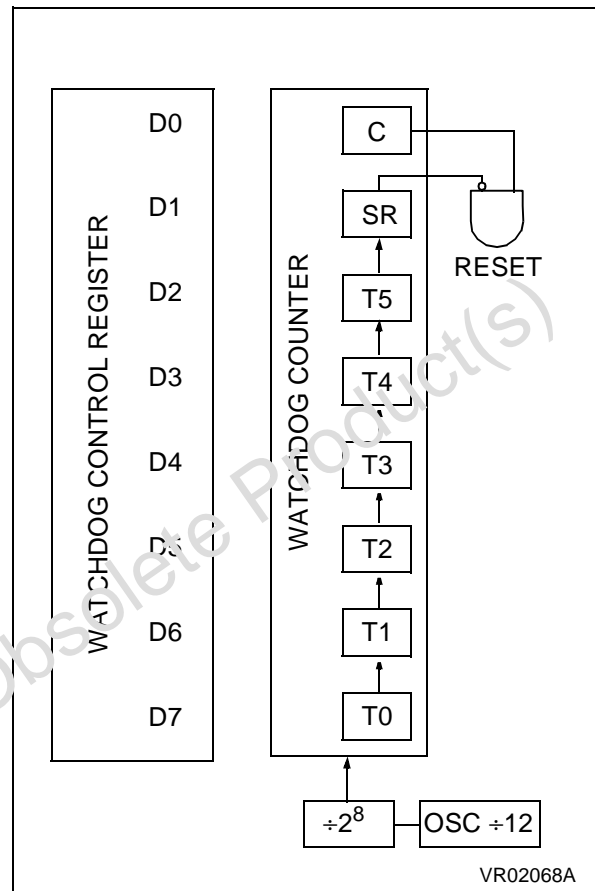 WATCHDOG CONTROL REGISTER
D0
D1
D2
D3
D4
D5
D6
D7
WATCHDOG COUNTER
C
SR
T5
T4
T3
T2
T1
T0
RESET
÷2⁸
OSC ÷12
VR02068A
Obsolete Product(s)